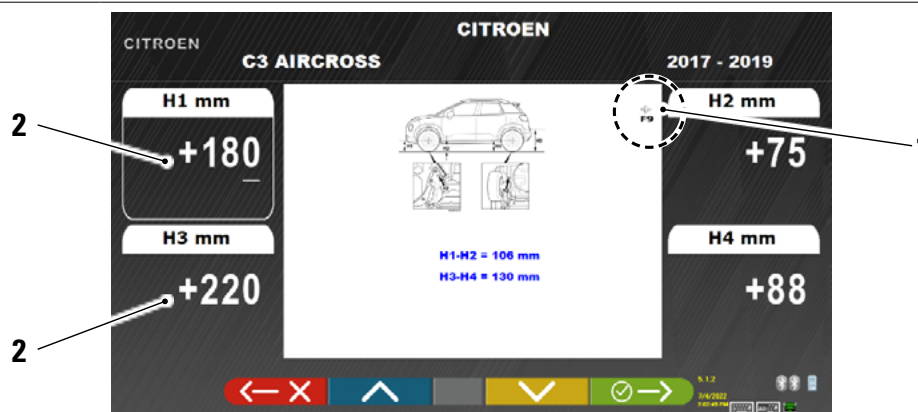 CITROEN
CITROEN
C3 AIRCROSS
2017 - 2019
H1 mm
H2 mm
2
+180
F9
+75
H3 mm
H4 mm
H1-H2 = 106 mm
H3-H4 = 130 mm
+220
+88
2
5.1.2
7/4/2022